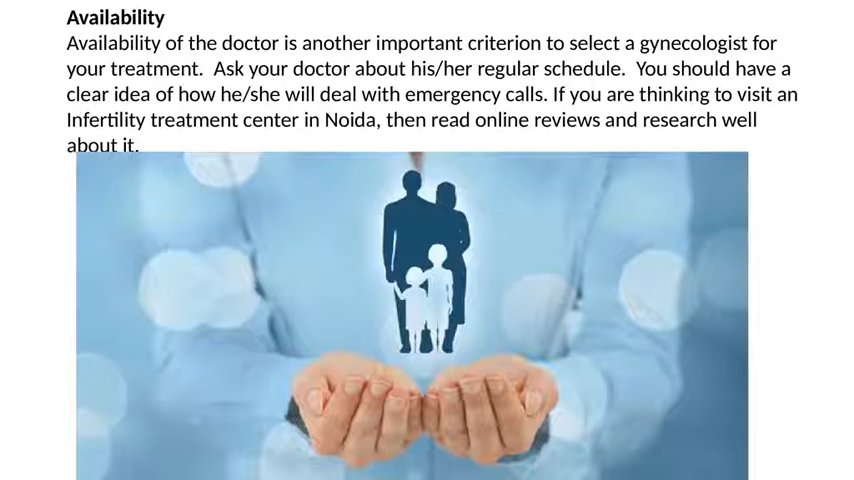 Availability
Availability of the doctor is another important criterion to select a gynecologist for
your treatment.  Ask your doctor about his/her regular schedule.  You should have a
clear idea of how he/she will deal with emergency calls. If you are thinking to visit an
Infertility treatment center in Noida, then read online reviews and research well
about it.